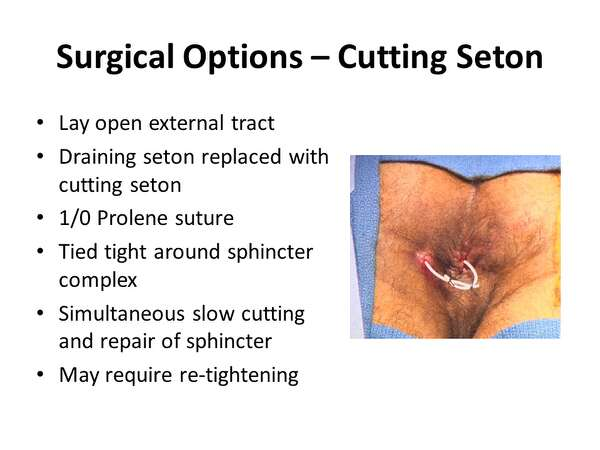 Surgical Options – Cutting Seton
• Lay open external tract
• Draining seton replaced with
cutting seton
• 1/0 Prolene suture
• Tied tight around sphincter
complex
• Simultaneous slow cutting
and repair of sphincter
• May require re-tightening